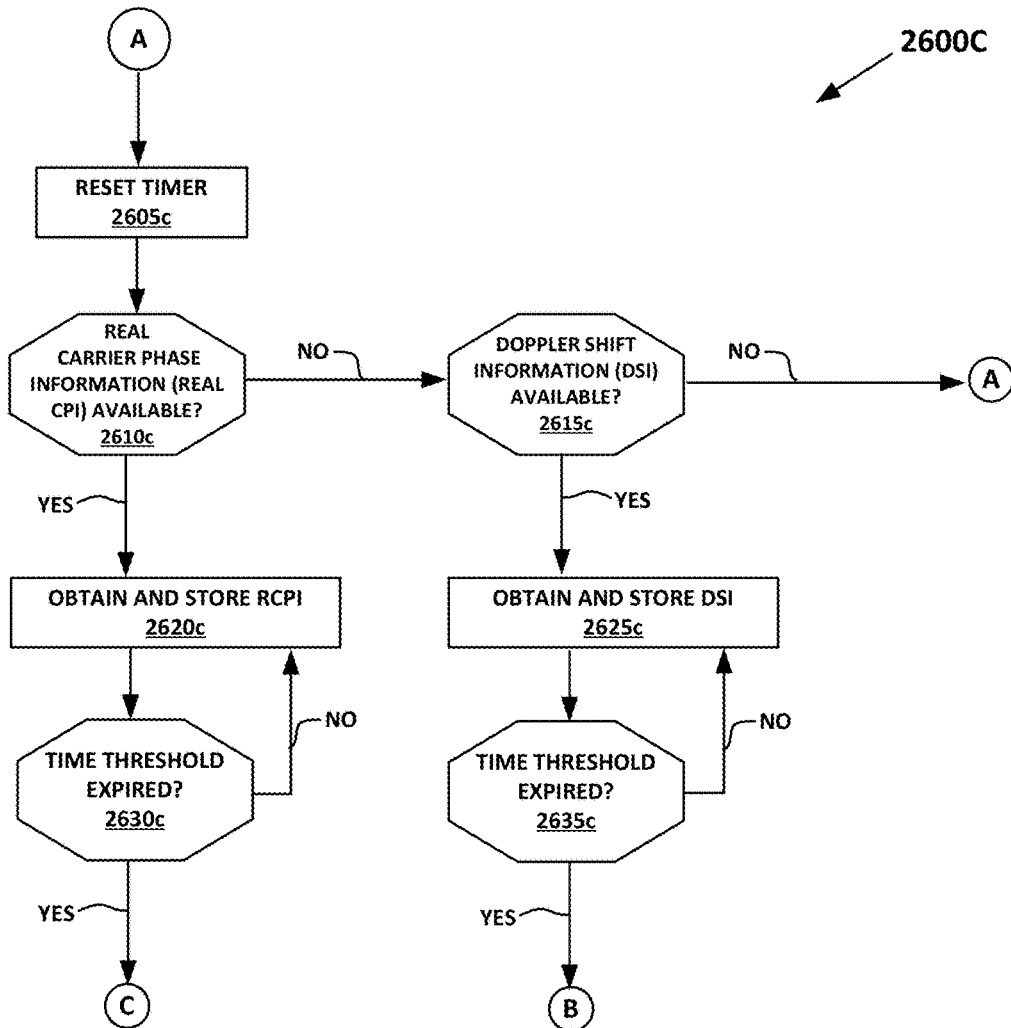 A
2600C
RESET TIMER
2605c
REAL
CARRIER PHASE
INFORMATION (REAL
CPI) AVAILABLE?
2610c
NO
DOPPLER SHIFT
INFORMATION (DSI)
AVAILABLE?
2615c
NO
A
YES
YES
OBTAIN AND STORE RCPI
2620c
OBTAIN AND STORE DSI
2625c
NO
NO
TIME THRESHOLD
EXPIRED?
2630c
TIME THRESHOLD
EXPIRED?
2635c
YES
YES
C
B